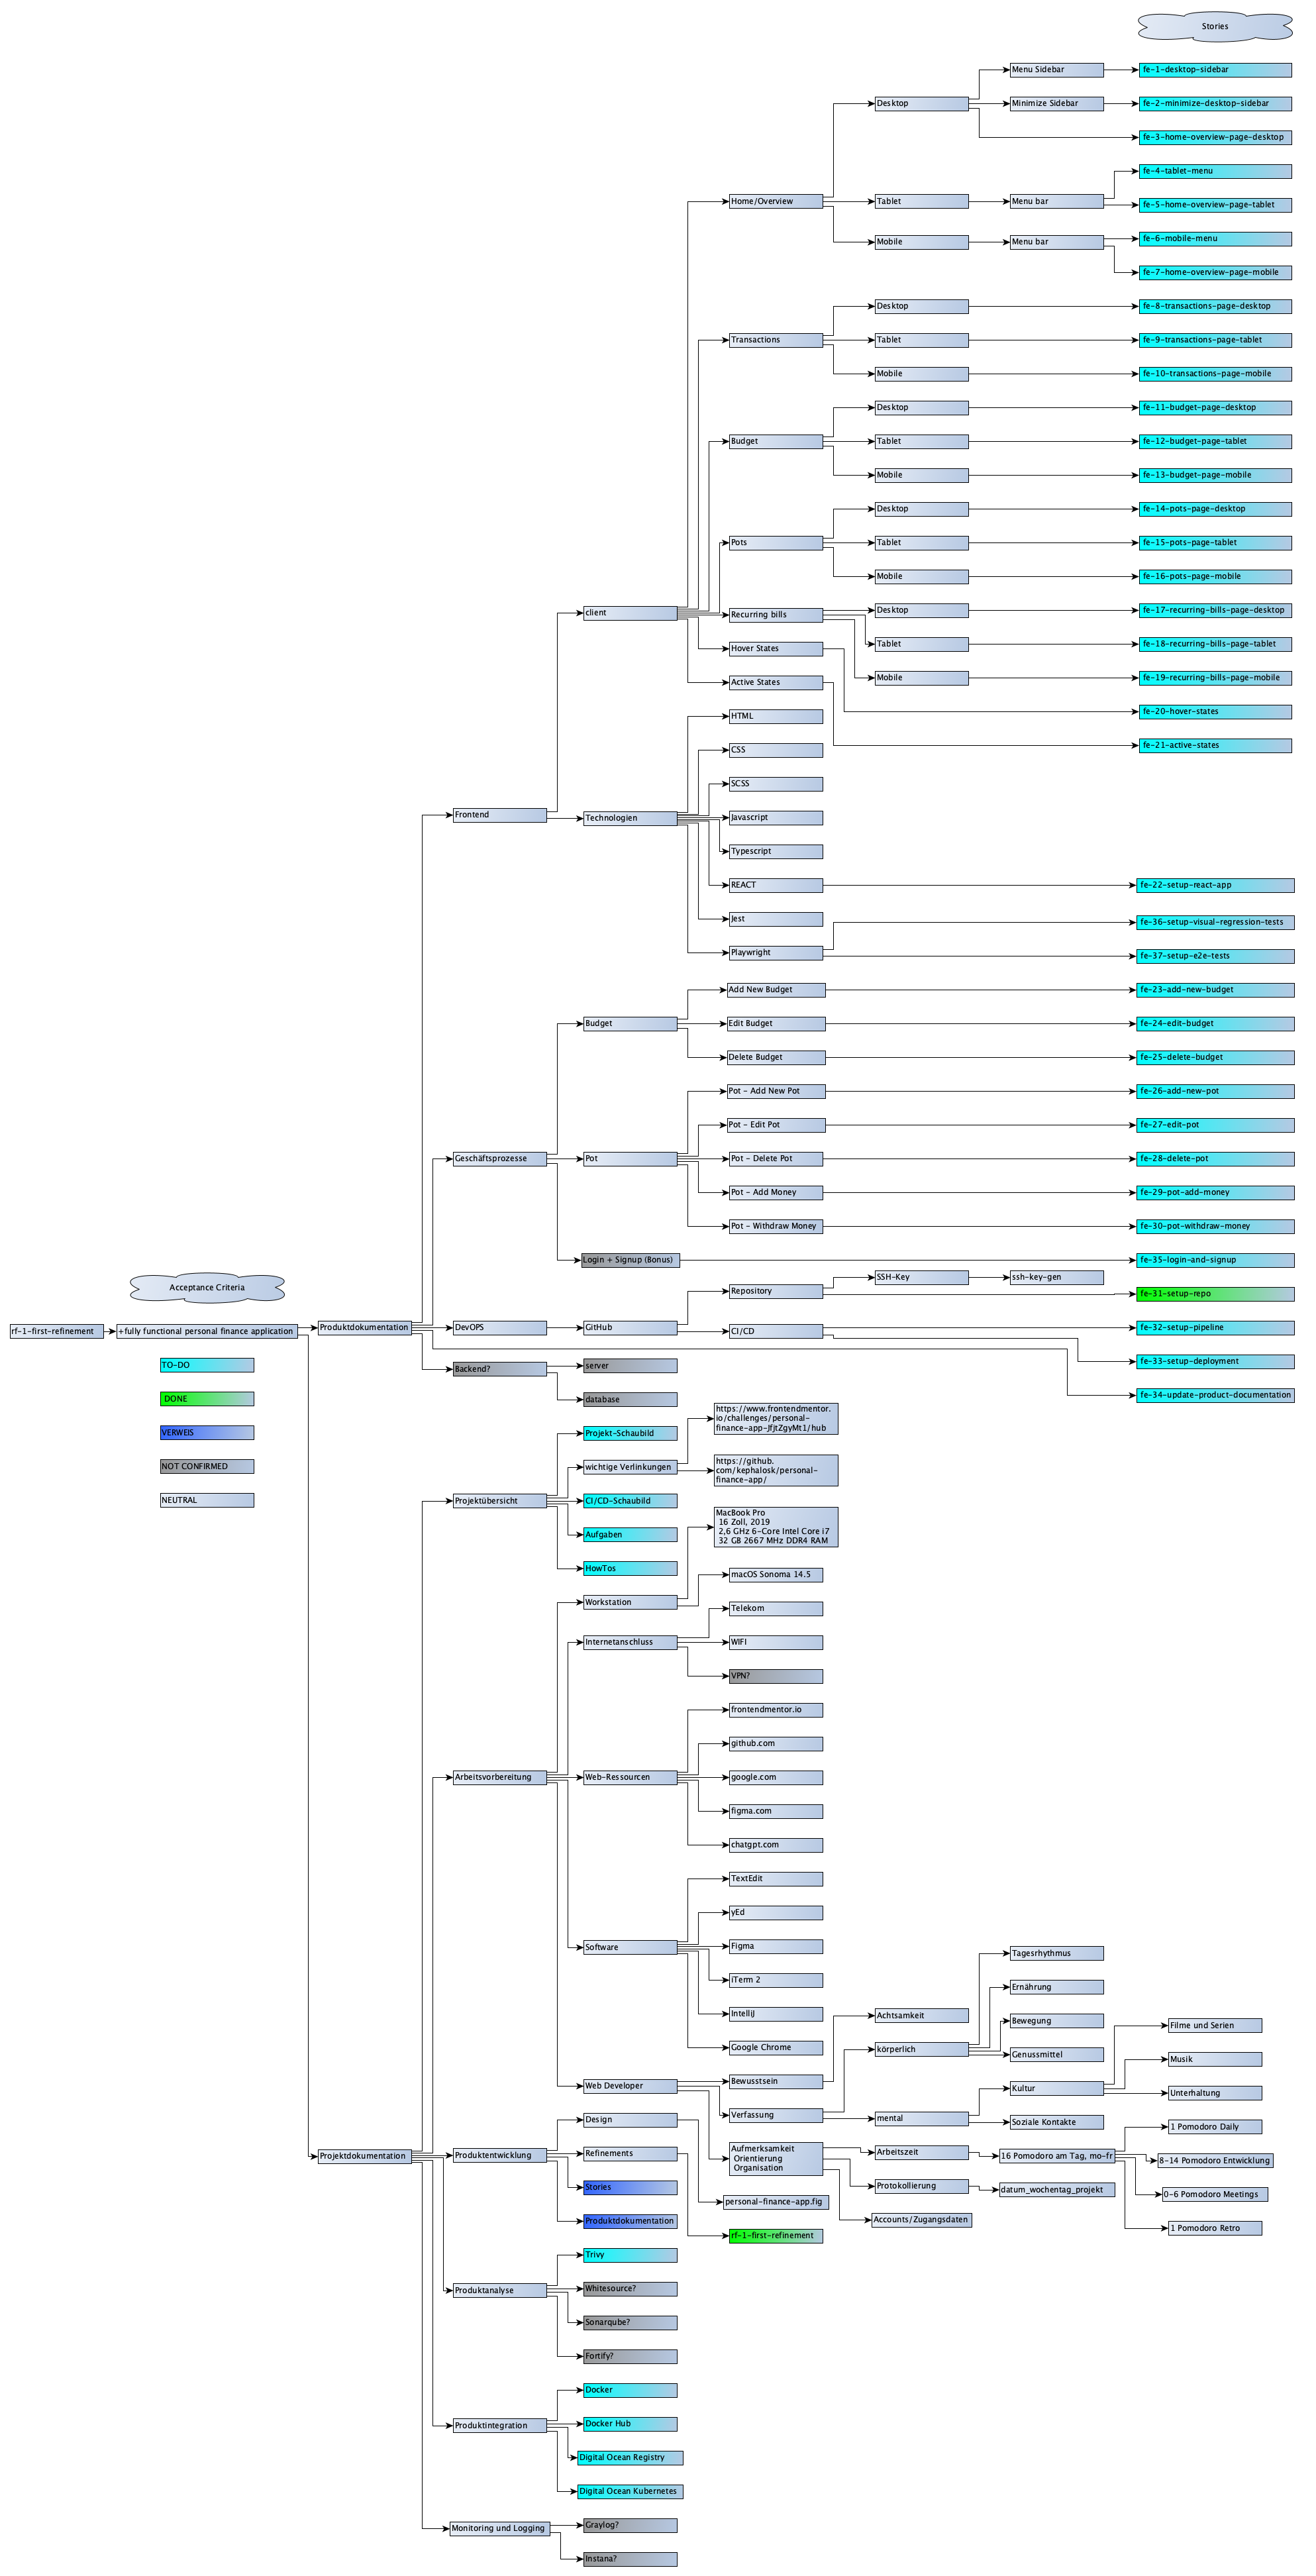 Stories
Menu Sidebar
fe-1-desktop-sidebar
Desktop
Minimize Sidebar
fe-2-minimize-desktop-sidebar
fe-3-home-overview-page-desktop
fe-4-tablet-menu
Home/Overview
Tablet
Menu bar
fe-5-home-overview-page-tablet
Mobile
Menu bar
fe-6-mobile-menu
fe-7-home-overview-page-mobile
Desktop
fe-8-transactions-page-desktop
Transactions
Tablet
fe-9-transactions-page-tablet
Mobile
fe-10-transactions-page-mobile
Desktop
fe-11-budget-page-desktop
Budget
Tablet
fe-12-budget-page-tablet
Mobile
fe-13-budget-page-mobile
Desktop
fe-14-pots-page-desktop
Pots
Tablet
fe-15-pots-page-tablet
Mobile
fe-16-pots-page-mobile
client
Recurring bills
Desktop
fe-17-recurring-bills-page-desktop
Hover States
Tablet
fe-18-recurring-bills-page-tablet
Active States
Mobile
fe-19-recurring-bills-page-mobile
HTML
fe-20-hover-states
CSS
fe-21-active-states
SCSS
Frontend
Technologien
Javascript
Typescript
REACT
fe-22-setup-react-app
Jest
fe-36-setup-visual-regression-tests
Playwright
fe-37-setup-e2e-tests
Add New Budget
fe-23-add-new-budget
Budget
Edit Budget
fe-24-edit-budget
Delete Budget
fe-25-delete-budget
Pot - Add New Pot
fe-26-add-new-pot
Pot - Edit Pot
fe-27-edit-pot
Geschäftsprozesse
Pot
Pot - Delete Pot
fe-28-delete-pot
Pot - Add Money
fe-29-pot-add-money
Pot - Withdraw Money
fe-30-pot-withdraw-money
Login + Signup (Bonus)
fe-35-login-and-signup
Acceptance Criteria
SSH-Key
ssh-key-gen
Repository
fe-31-setup-repo
rf-1-first-refinement
+fully functional personal finance application
Produktdokumentation
DevOPS
GitHub
CI/CD
fe-32-setup-pipeline
TO-DO
Backend?
server
fe-33-setup-deployment
DONE
database
fe-34-update-product-documentation
VERWEIS
Projekt-Schaubild
https://www.frontendmentor.
io/challenges/personal-
finance-app-JfjtZgyMt1/hub
NOT CONFIRMED
wichtige Verlinkungen
https://github.
com/kephalosk/personal-
finance-app/
NEUTRAL
Projektübersicht
CI/CD-Schaubild
Aufgaben
MacBook Pro
16 Zoll, 2019
2,6 GHz 6-Core Intel Core i7
32 GB 2667 MHz DDR4 RAM
HowTos
macOS Sonoma 14.5
Workstation
Telekom
Internetanschluss
WIFI
VPN?
frontendmentor.io
github.com
Arbeitsvorbereitung
Web-Ressourcen
google.com
figma.com
chatgpt.com
TextEdit
yEd
Software
Figma
Tagesrhythmus
iTerm 2
Ernährung
IntelliJ
Achtsamkeit
Bewegung
Filme und Serien
Google Chrome
körperlich
Genussmittel
Musik
Web Developer
Bewusstsein
Kultur
Unterhaltung
Design
Verfassung
mental
Soziale Kontakte
1 Pomodoro Daily
Projektdokumentation
Produktentwicklung
Refinements
Aufmerksamkeit
Orientierung
Organisation
Arbeitszeit
16 Pomodoro am Tag, mo-fr
8-14 Pomodoro Entwicklung
Stories
Protokollierung
datum_wochentag_projekt
0-6 Pomodoro Meetings
personal-finance-app.fig
Produktdokumentation
Accounts/Zugangsdaten
1 Pomodoro Retro
rf-1-first-refinement
Trivy
Produktanalyse
Whitesource?
Sonarqube?
Fortify?
Docker
Produktintegration
Docker Hub
Digital Ocean Registry
Digital Ocean Kubernetes
Monitoring und Logging
Graylog?
Instana?